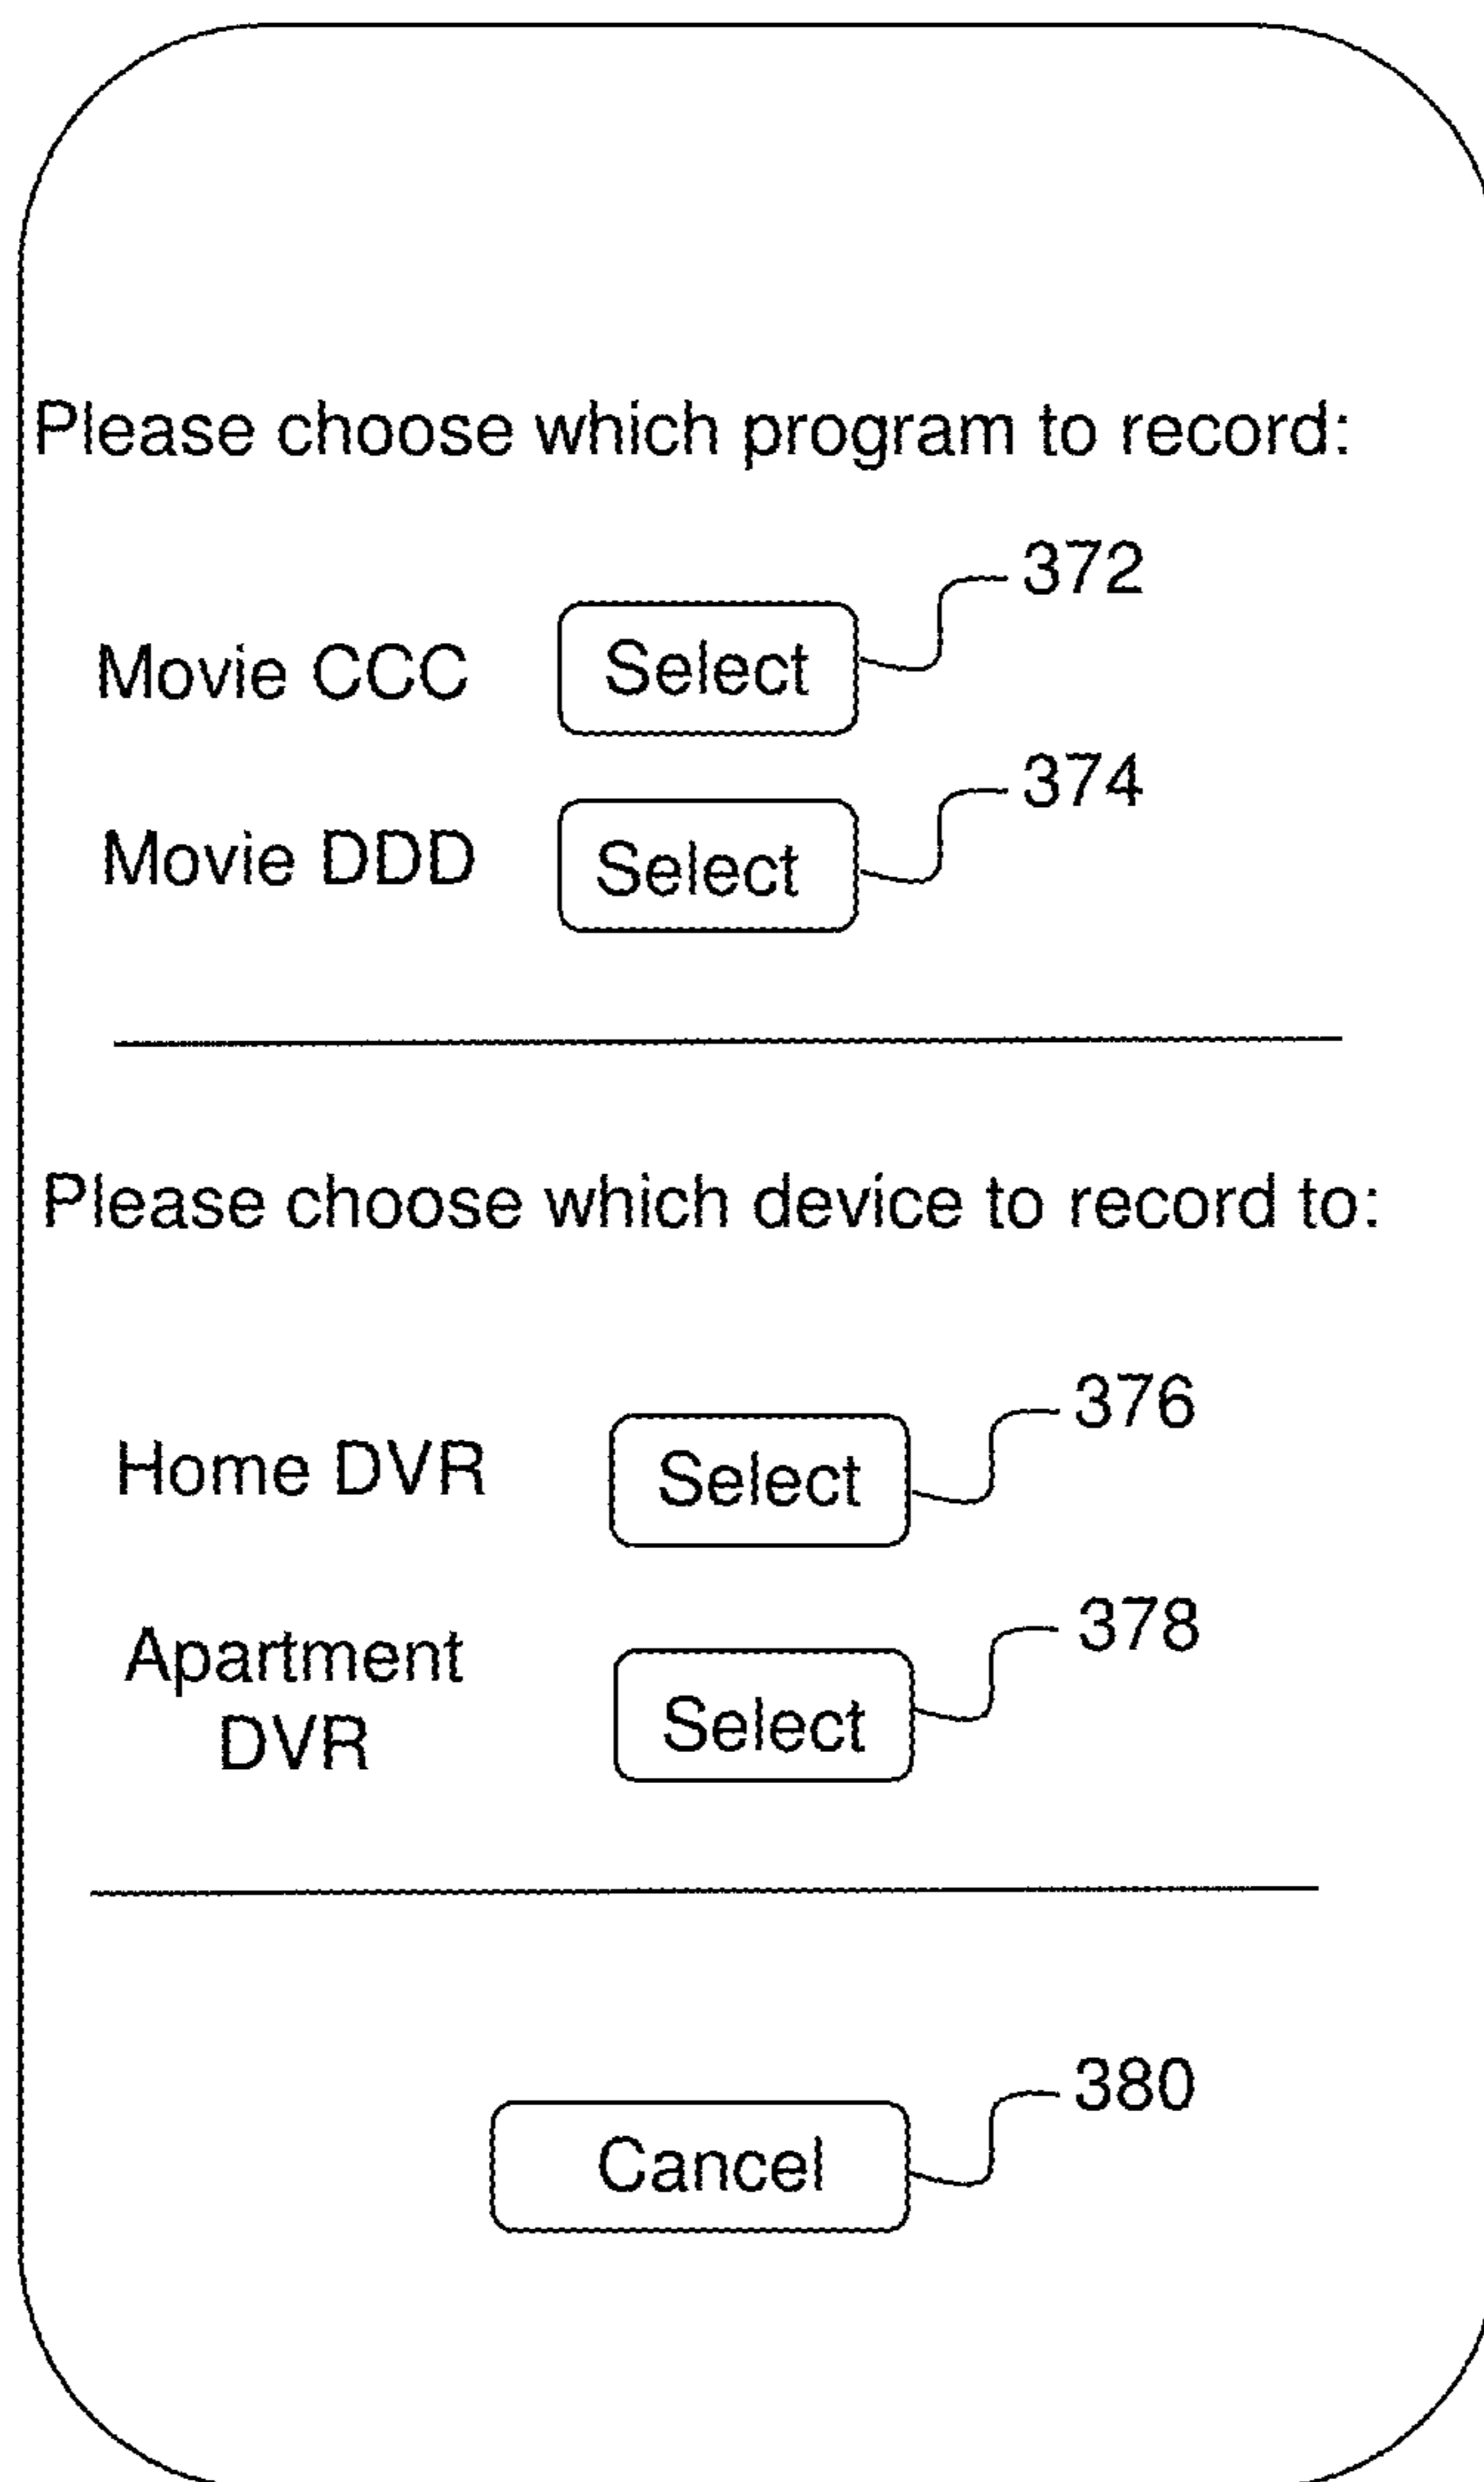 Please choose which program to record:
372
Movie CCC Select
374
Movie DDD Select
Please choose which device to record to:
376
Home DVR Select
378
Apartment
DVR Select
380
Cancel